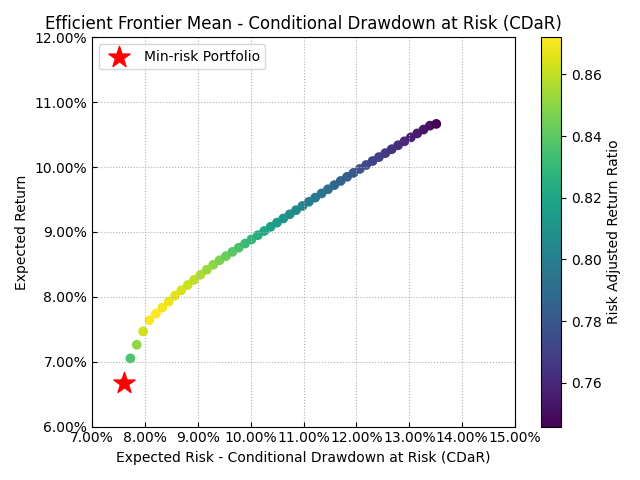 Efficient Frontier Mean - Conditional Drawdown at Risk (CDaR)
Min-risk Portfolio
12.00%
11.00%
10.00%
9.00%
8.00%
7.00%
6.00%
Expected Return
7.00% 8.00% 9.00% 10.00% 11.00% 12.00% 13.00% 14.00% 15.00%
Expected Risk - Conditional Drawdown at Risk (CDaR)
0.86
0.84
0.82
0.80
0.78
0.76
Risk Adjusted Return Ratio